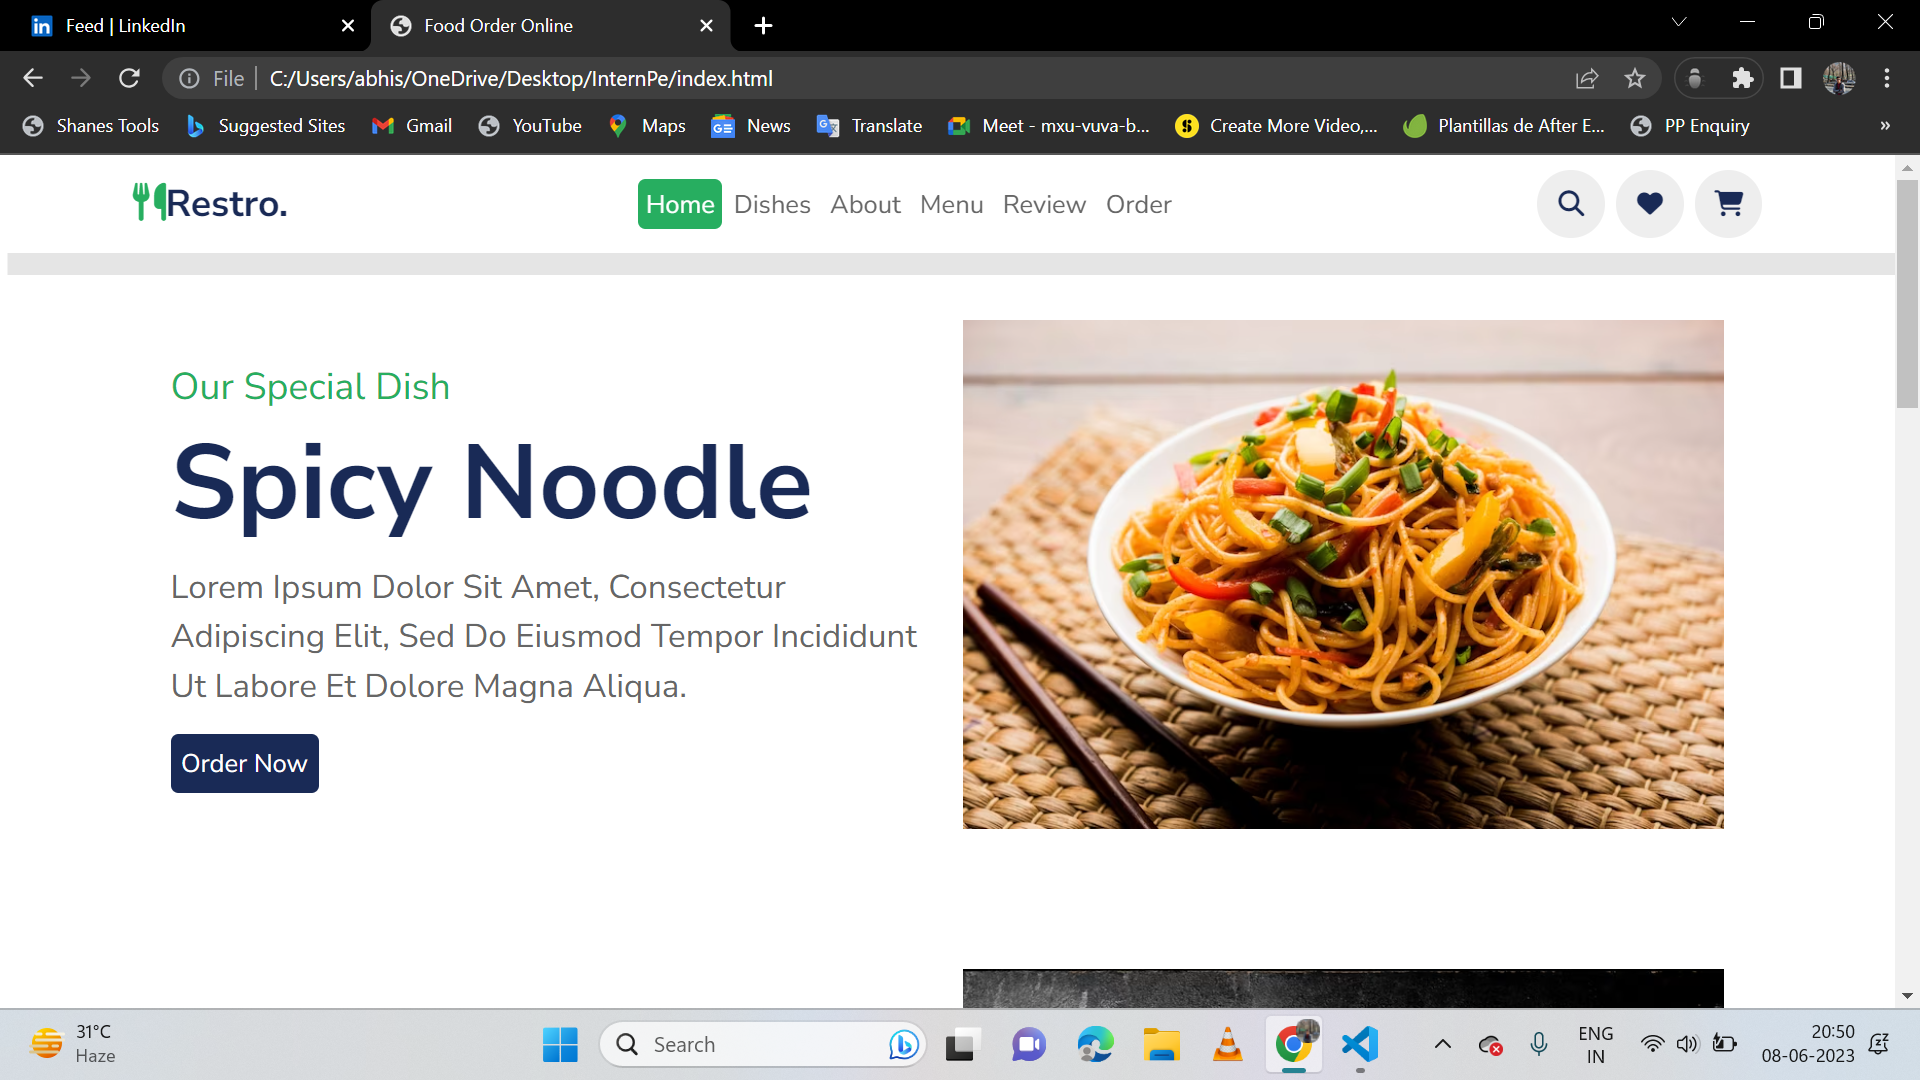 Feed | LinkedIn
Food Order Online
File
C:/Users/abhis/OneDrive/Desktop/InternPe/index.html
Shanes Tools
Suggested Sites
Gmail
YouTube
Maps
News
Translate
Meet - mxu-vuva-b...
Create More Video,...
Plantillas de After E...
PP Enquiry
»
Restro.
Home
Dishes
About
Menu
Review
Order
Our Special Dish
Spicy Noodle
Lorem Ipsum Dolor Sit Amet, Consectetur
Adipiscing Elit, Sed Do Eiusmod Tempor Incididunt
Ut Labore Et Dolore Magna Aliqua.
Order Now
31°C
Haze
Search
ENG
IN
20:50
08-06-2023